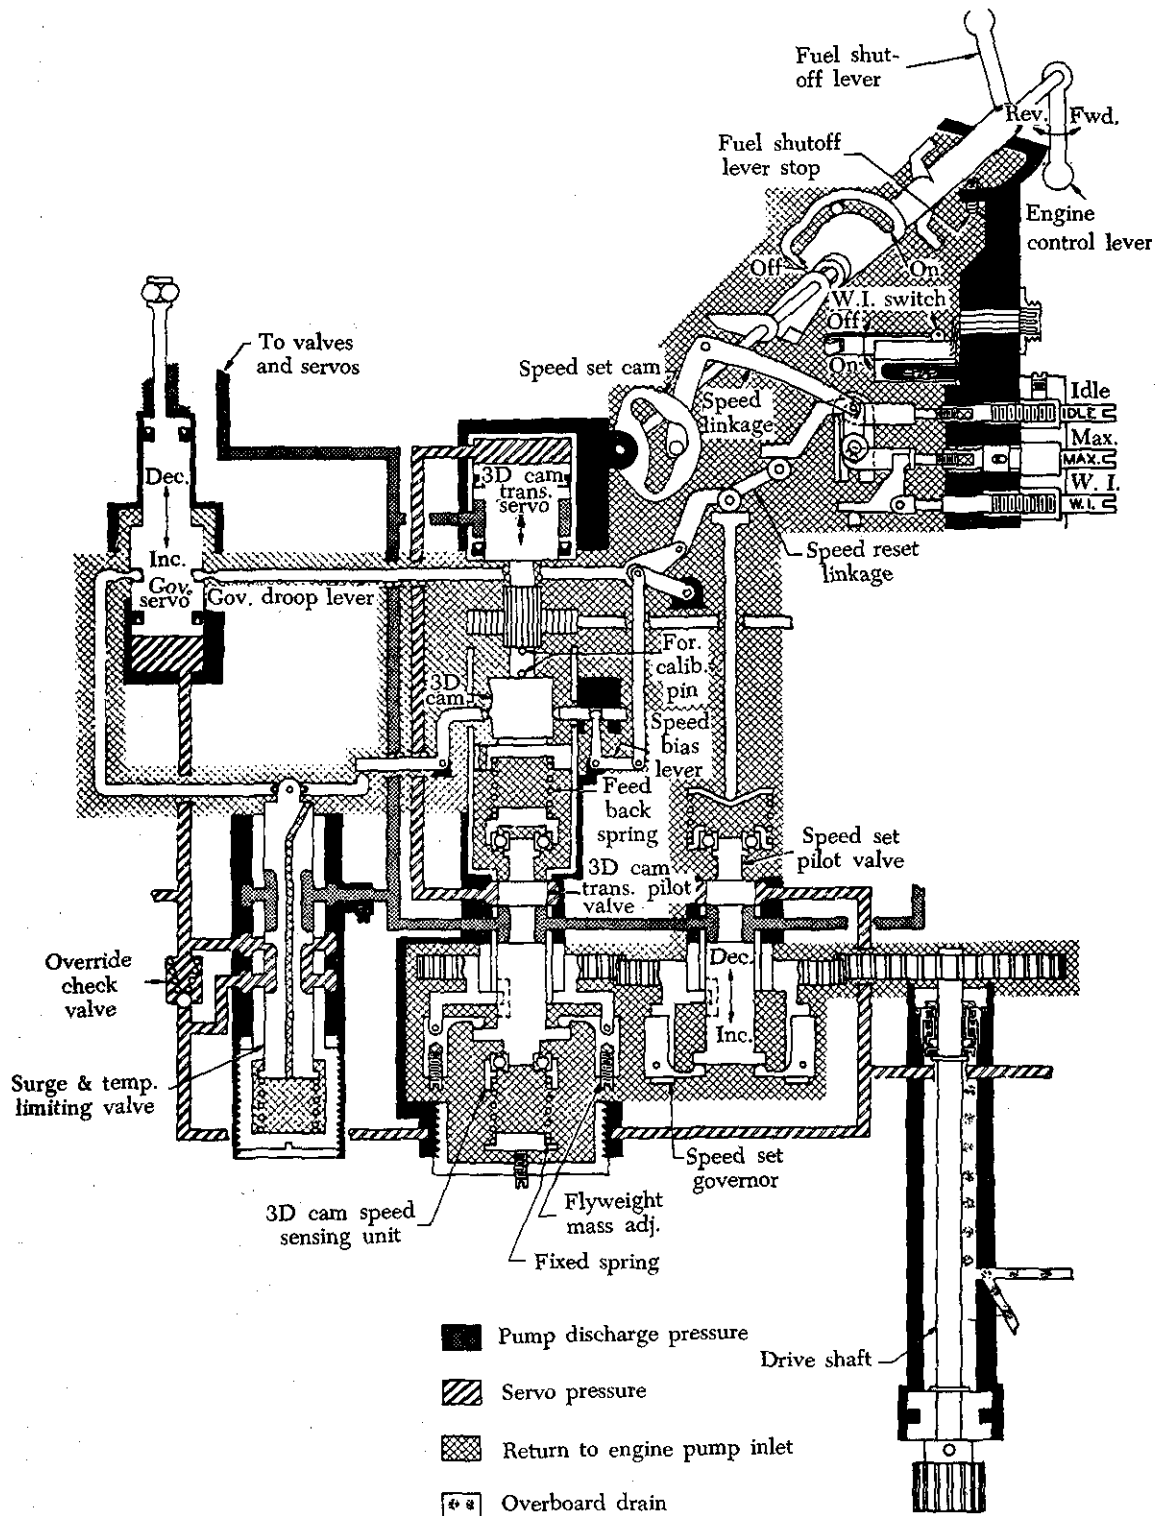 Fuel shut-
off lever
Rev.
Fwd.
Fuel shutoff
lever stop
Engine
control lever
Off
On
W.I. switch
Off
On
To valves
and servos
Speed set cam
Speed
linkage
Idle
IDLE
Max.
MAX.
W. I.
W.I.
3D cam
trans.
servo
Dec.
Inc.
Gov.
servo
Gov. droop lever
Speed reset
linkage
For.
calib.
pin
3D
cam
Speed
bias
lever
Feed
back
spring
Speed set
pilot valve
3D cam
trans. pilot
valve
Override
check
valve
Dec.
Inc.
Surge & temp.
limiting valve
Speed set
governor
3D cam speed
sensing unit
Flyweight
mass adj.
Fixed spring
Drive shaft
Pump discharge pressure
Servo pressure
Return to engine pump inlet
Overboard drain